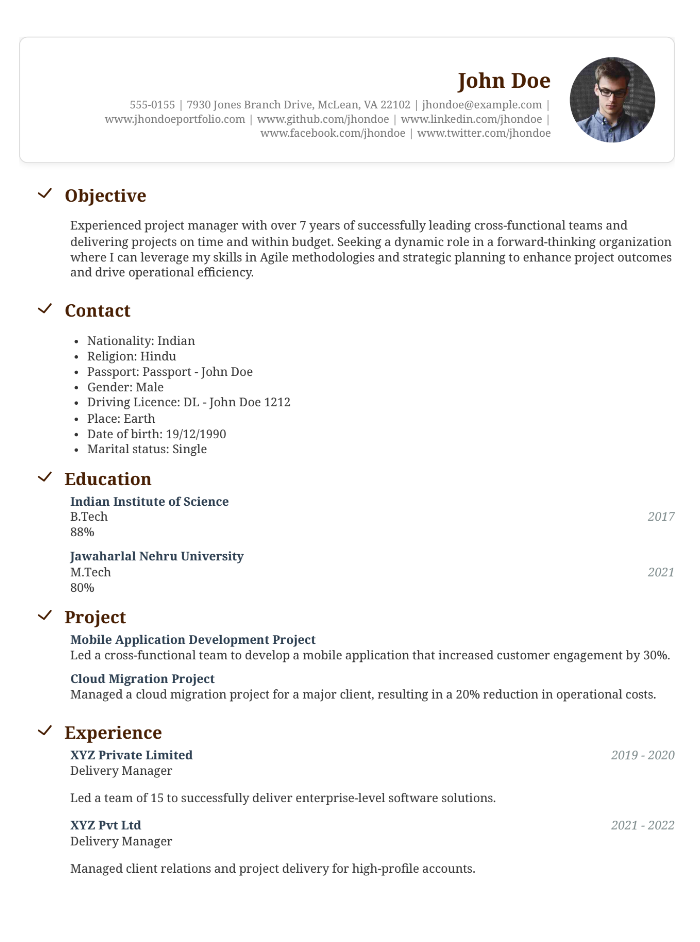 John Doe
555-0155 | 7930 Jones Branch Drive, McLean, VA 22102 | jhondoe@example.com |
www.jhondoeportfolio.com | www.github.com/jhondoe | www.linkedin.com/jhondoe |
www.facebook.com/jhondoe | www.twitter.com/jhondoe
Objective
Experienced project manager with over 7 years of successfully leading cross-functional teams and
delivering projects on time and within budget. Seeking a dynamic role in a forward-thinking organization
where I can leverage my skills in Agile methodologies and strategic planning to enhance project outcomes
and drive operational efficiency.
Contact
• Nationality: Indian
• Religion: Hindu
• Passport: Passport - John Doe
• Gender: Male
• Driving Licence: DL - John Doe 1212
• Place: Earth
• Date of birth: 19/12/1990
• Marital status: Single
Education
Indian Institute of Science
B.Tech 2017
88%
Jawaharlal Nehru University
M.Tech 2021
80%
Project
Mobile Application Development Project
Led a cross-functional team to develop a mobile application that increased customer engagement by 30%.
Cloud Migration Project
Managed a cloud migration project for a major client, resulting in a 20% reduction in operational costs.
Experience
XYZ Private Limited 2019 - 2020
Delivery Manager
Led a team of 15 to successfully deliver enterprise-level software solutions.
XYZ Pvt Ltd 2021 - 2022
Delivery Manager
Managed client relations and project delivery for high-profile accounts.